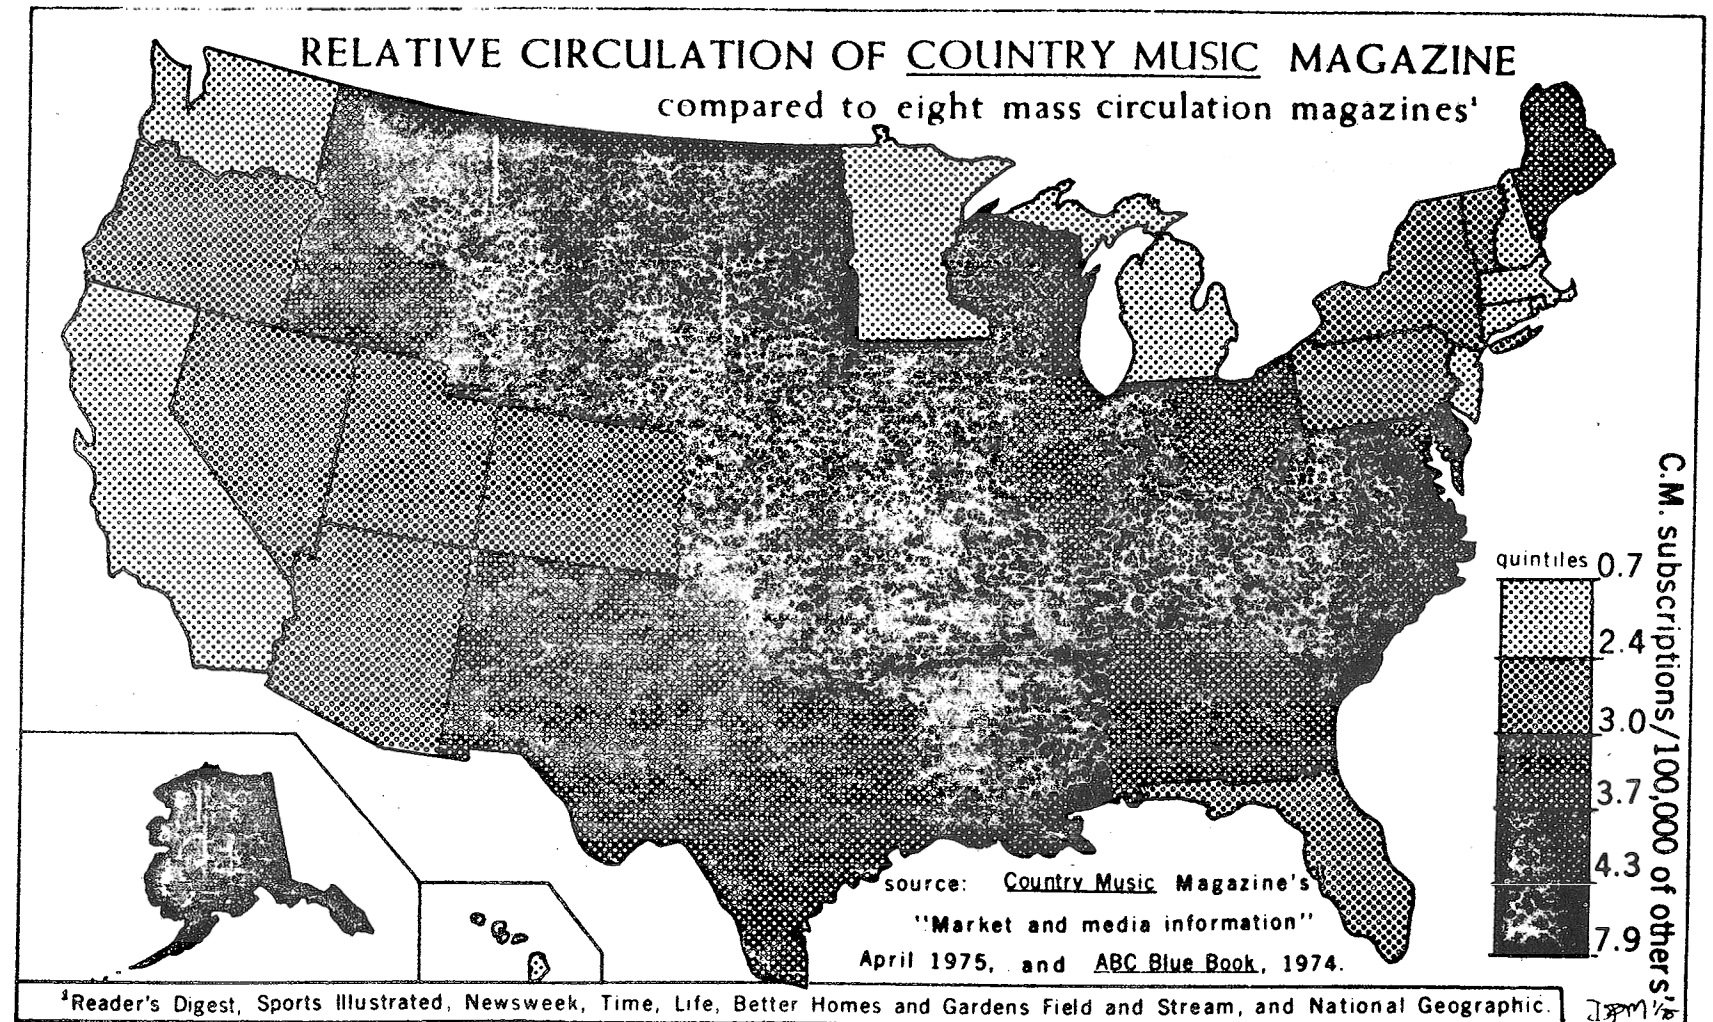 RELATIVE CIRCULATION OF COUNTRY MUSIC MAGAZINE
compared to eight mass circulation magazines¹
C.M. subscriptions/100,000 of others'
quintiles 0.7
2.4
3.0
3.7
4.3
7.9
source: Country Music Magazine's
"Market and media information"
April 1975, and ABC Blue Book, 1974.
¹Reader's Digest, Sports Illustrated, Newsweek, Time, Life, Better Homes and Gardens Field and Stream, and National Geographic.